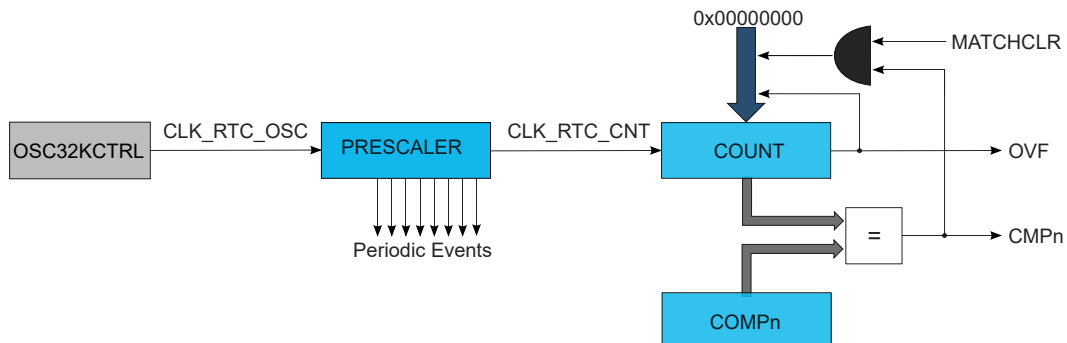 0x00000000
MATCHCLR
OSC32KCTRL
CLK_RTC_OSC
PRESCALER
CLK_RTC_CNT
COUNT
OVF
Periodic Events
=
CMPn
COMPn